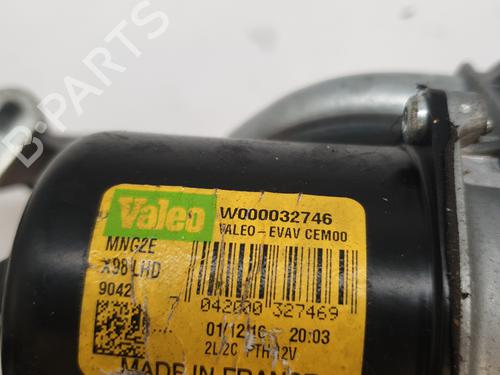 B-PARTS
Valeo
W000032746
VALEO-EVAV CEM00
MNG2E
X98 LHD
9042
7 042000 327469
01/12/16 20:03
2L2C PTH 12V
MADE IN FRANCE